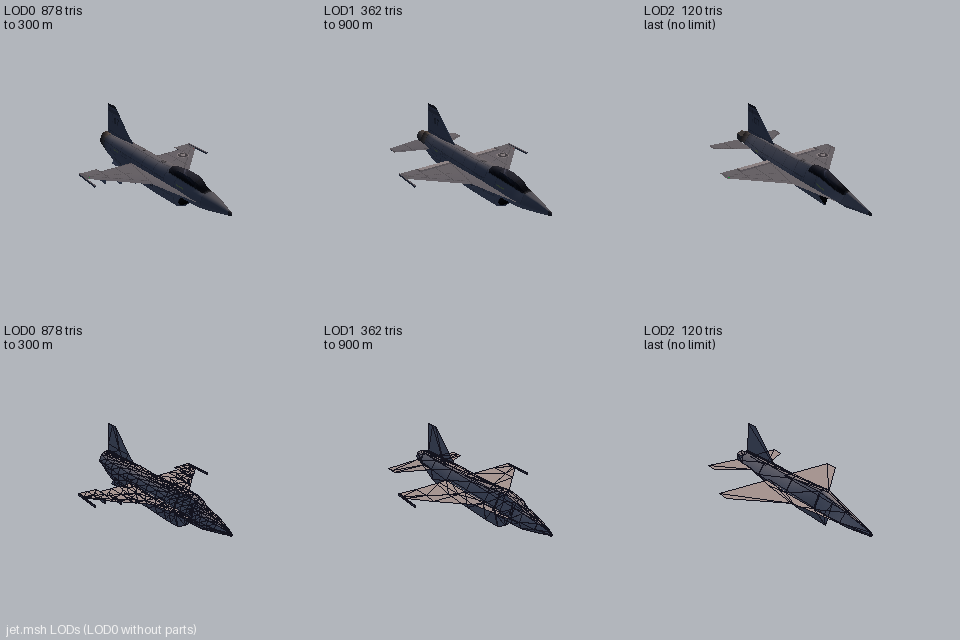 LOD0 878 tris
to 300 m
LOD1 362 tris
to 900 m
LOD2 120 tris
last (no limit)
LOD0 878 tris
to 300 m
LOD1 362 tris
to 900 m
LOD2 120 tris
last (no limit)
jet.msh LODs (LOD0 without parts)